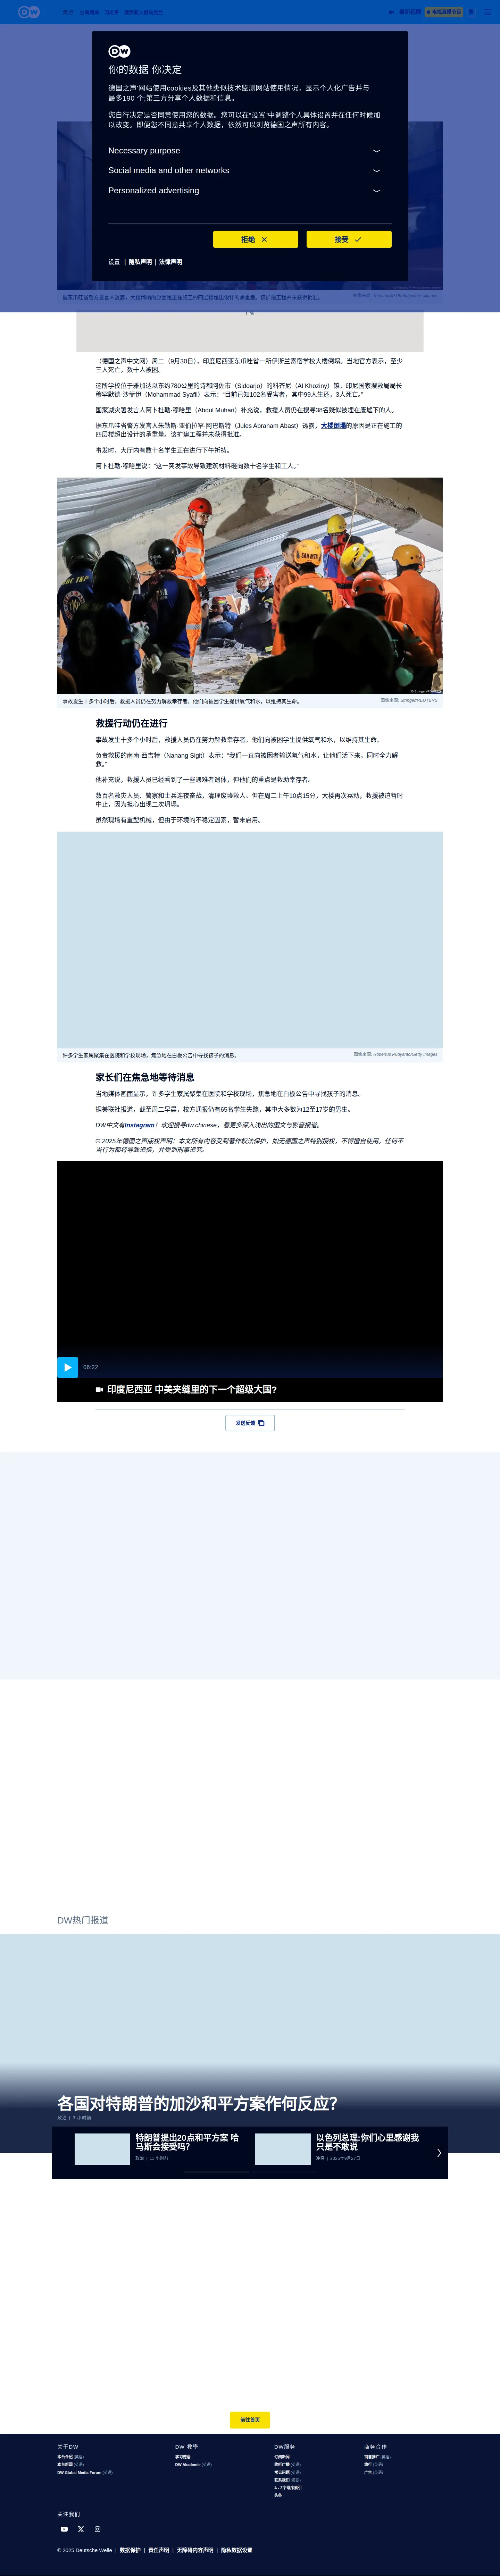 DW
最新视频
电视直播节目
DW
你的数据 你决定
德国之声'网站使用cookies及其他类似技术监测网站使用情况，显示个人化广告并与
最多190 个;第三方分享个人数据和信息。
您自行决定是否同意使用您的数据。您可以在“设置”中调整个人具体设置并在任何时候加
以改变。即便您不同意共享个人数据，依然可以浏览德国之声所有内容。
Necessary purpose
Social media and other networks
Personalized advertising
拒绝
接受
设置 | 隐私声明 | 法律声明
据东爪哇省警方发言人透露，大楼倒塌的原因是正在施工的四层楼超出设计的承重量。该扩建工程并未获得批准。
广告
（德国之声中文网）周二（9月30日），印度尼西亚东爪哇省一所伊斯兰寄宿学校大楼倒塌。当地官方表示，至少
三人死亡，数十人被困。
这所学校位于雅加达以东约780公里的诗都阿佐市（Sidoarjo）的科齐尼（Al Khoziny）镇。印尼国家搜救局局长
穆罕默德·沙菲伊（Mohammad Syafii）表示：“目前已知102名受害者，其中99人生还，3人死亡。”
国家减灾署发言人阿卜杜勒·穆哈里（Abdul Muhari）补充说，救援人员仍在搜寻38名疑似被埋在废墟下的人。
据东爪哇省警方发言人朱勒斯·亚伯拉罕·阿巴斯特（Jules Abraham Abast）透露，大楼倒塌的原因是正在施工的
四层楼超出设计的承重量。该扩建工程并未获得批准。
事发时，大厅内有数十名学生正在进行下午祈祷。
阿卜杜勒·穆哈里说：“这一突发事故导致建筑材料砸向数十名学生和工人。”
事故发生十多个小时后，救援人员仍在努力解救幸存者。他们向被困学生提供氧气和水，以维持其生命。
图像来源: Stringer/REUTERS
救援行动仍在进行
事故发生十多个小时后，救援人员仍在努力解救幸存者。他们向被困学生提供氧气和水，以维持其生命。
负责救援的南南·西吉特（Nanang Sigit）表示：“我们一直向被困者输送氧气和水，让他们活下来，同时全力解
救。”
他补充说，救援人员已经看到了一些遇难者遗体，但他们的重点是救助幸存者。
数百名救灾人员、警察和士兵连夜奋战，清理废墟救人。但在周二上午10点15分，大楼再次晃动，救援被迫暂时
中止，因为担心出现二次坍塌。
虽然现场有重型机械，但由于环境的不稳定因素，暂未启用。
许多学生家属聚集在医院和学校现场，焦急地在白板公告中寻找孩子的消息。
图像来源: Robertus Pudyanto/Getty Images
家长们在焦急地等待消息
当地媒体画面显示，许多学生家属聚集在医院和学校现场，焦急地在白板公告中寻找孩子的消息。
据美联社报道，截至周二早晨，校方通报仍有65名学生失踪，其中大多数为12至17岁的男生。
DW中文有Instagram！欢迎搜寻dw.chinese，看更多深入浅出的图文与影音报道。
© 2025年德国之声版权声明：本文所有内容受到著作权法保护，如无德国之声特别授权，不得擅自使用。任何不
当行为都将导致追偿，并受到刑事追究。
06:22
印度尼西亚 中美夹缝里的下一个超级大国?
发送反馈
DW热门报道
各国对特朗普的加沙和平方案作何反应?
政治 | 3 小时前
特朗普提出20点和平方案 哈
马斯会接受吗?
政治 | 11 小时前
以色列总理:你们心里感谢我
只是不敢说
冲突 | 2025年9月27日
前往首页
关于DW
本台介绍 (英语)
本台新闻 (英语)
DW Global Media Forum (英语)
DW 教學
学习德语
DW Akademie (英语)
DW服务
订阅新闻
收听广播 (英语)
常见问题 (英语)
联系我们 (英语)
A - Z字母序索引
头条
商务合作
销售推广 (英语)
旅行 (英语)
广告 (英语)
关注我们
© 2025 Deutsche Welle | 数据保护 | 责任声明 | 无障碍内容声明 | 隐私数据设置